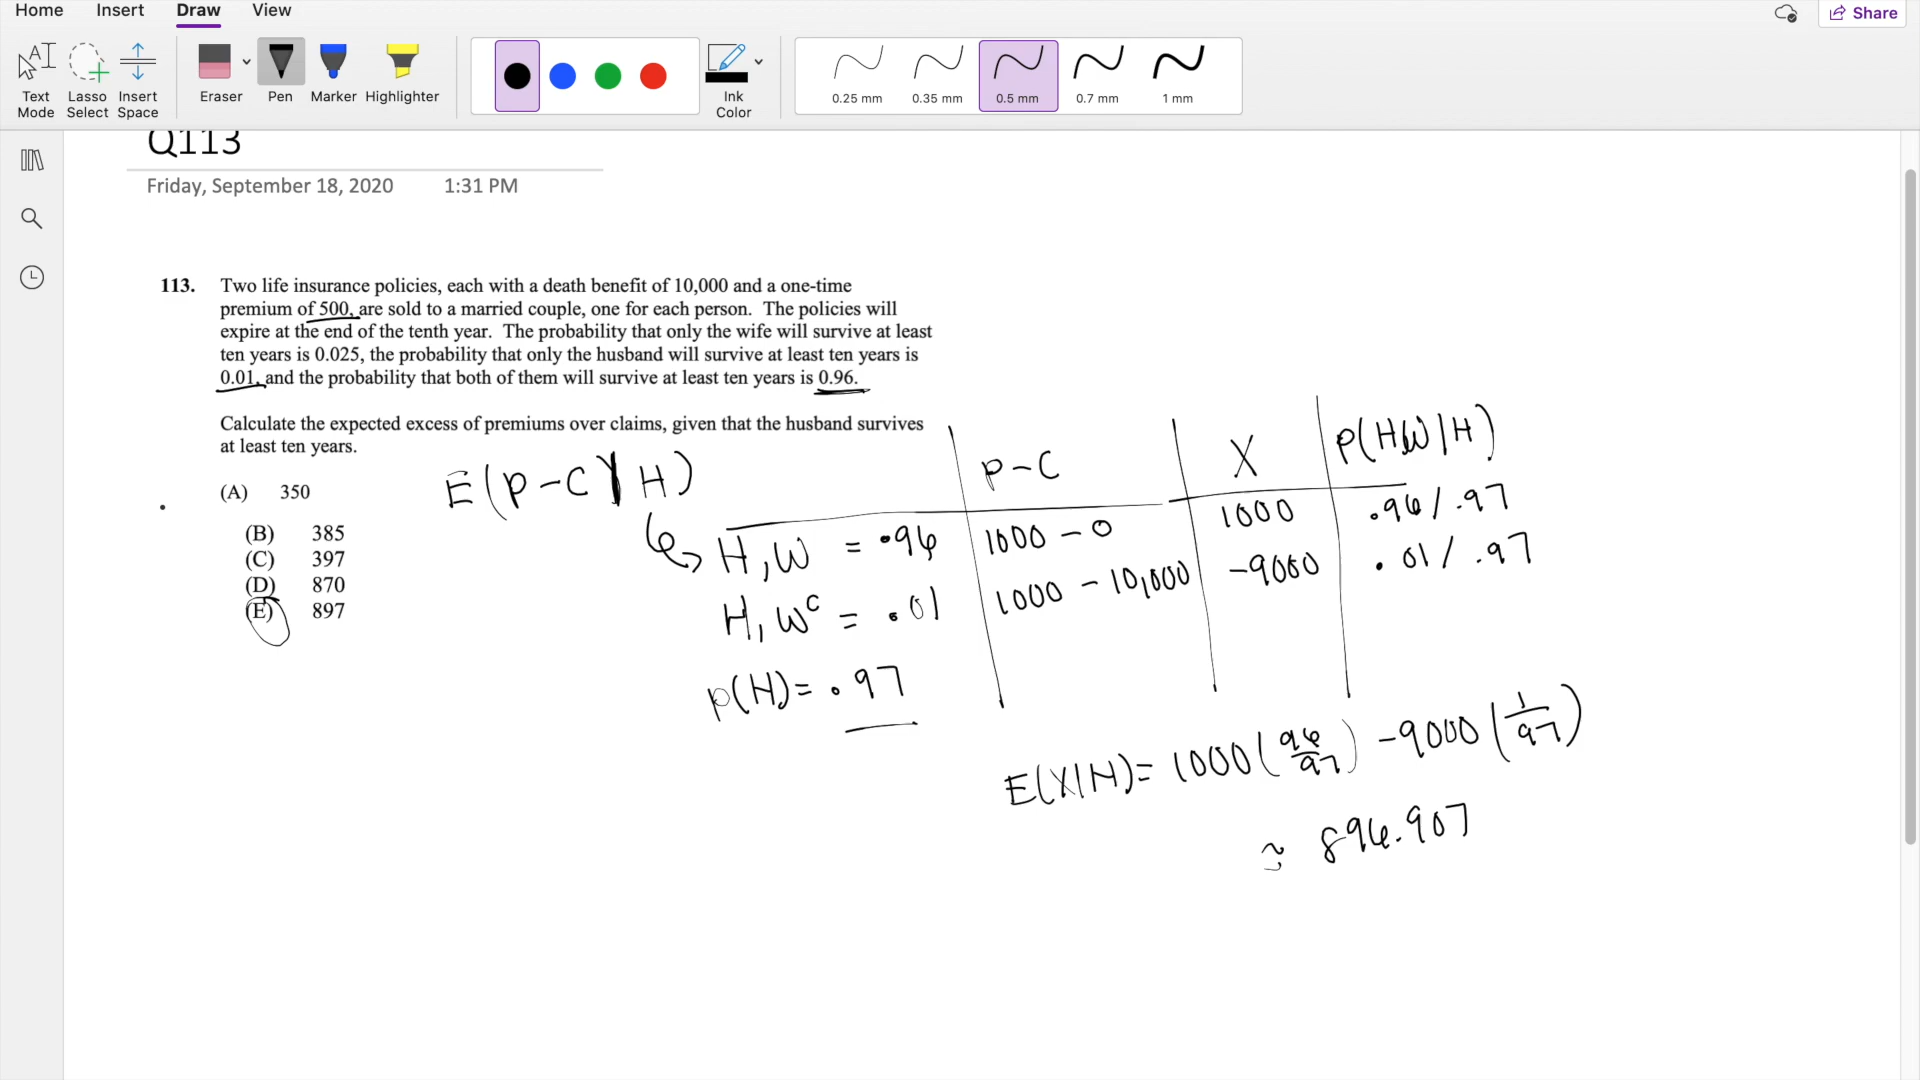 Home Insert Draw View Share
Text Mode
Lasso Select
Insert Space
Eraser Pen Marker Highlighter
Ink Color
0.25 mm 0.35 mm 0.5 mm 0.7 mm 1 mm
Q113
Friday, September 18, 2020 1:31 PM
113. Two life insurance policies, each with a death benefit of 10,000 and a one-time
premium of 500, are sold to a married couple, one for each person. The policies will
expire at the end of the tenth year. The probability that only the wife will survive at least
ten years is 0.025, the probability that only the husband will survive at least ten years is
0.01, and the probability that both of them will survive at least ten years is 0.96.
Calculate the expected excess of premiums over claims, given that the husband survives
at least ten years.
(A) 350
(B) 385
(C) 397
(D) 870
(E) 897
E(P-C|H)
P-C X P(H,W|H)
H,W = .96 1000-0 1000 .96/.97
H,W^c = .01 1000-10,000 -9000 .01/.97
P(H)= .97
E(X|H)= 1000(96/97) -9000(1/97)
≈ 896.907